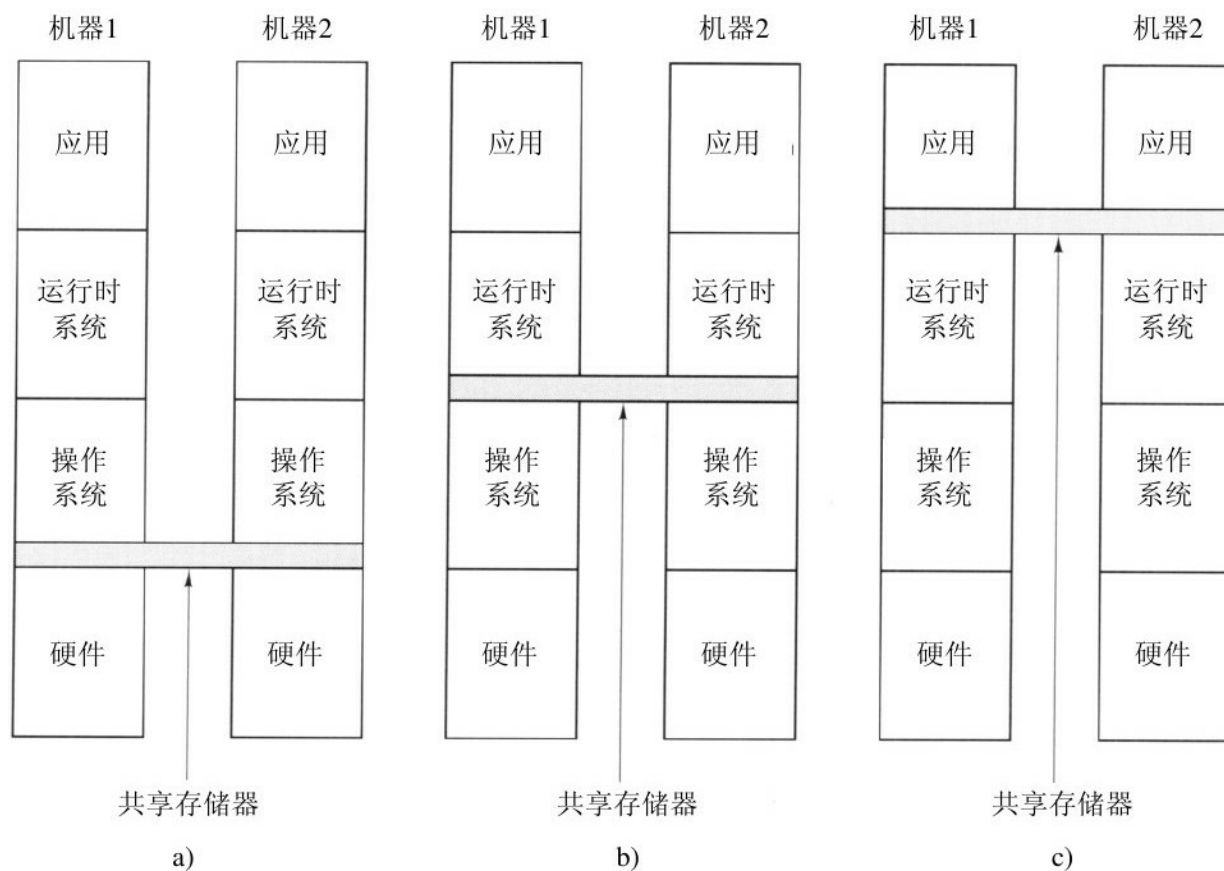 机器1
机器2
应用
应用
运行时
系统
运行时
系统
操作
系统
操作
系统
硬件
硬件
共享存储器
a)
机器1
机器2
应用
应用
运行时
系统
运行时
系统
操作
系统
操作
系统
硬件
硬件
共享存储器
b)
机器1
机器2
应用
应用
运行时
系统
运行时
系统
操作
系统
操作
系统
硬件
硬件
共享存储器
c)